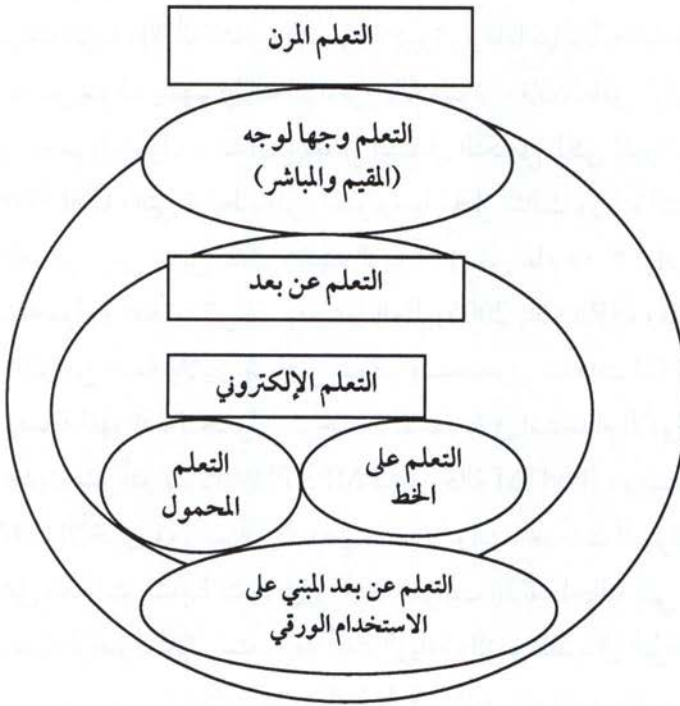 التعلم المرن
التعلم وجها لوجه
(المقيم والمباشر)
التعلم عن بعد
التعلم الإلكتروني
التعلم على
الخط
التعلم
المحمول
التعلم عن بعد المبني على
الاستخدام الورقي